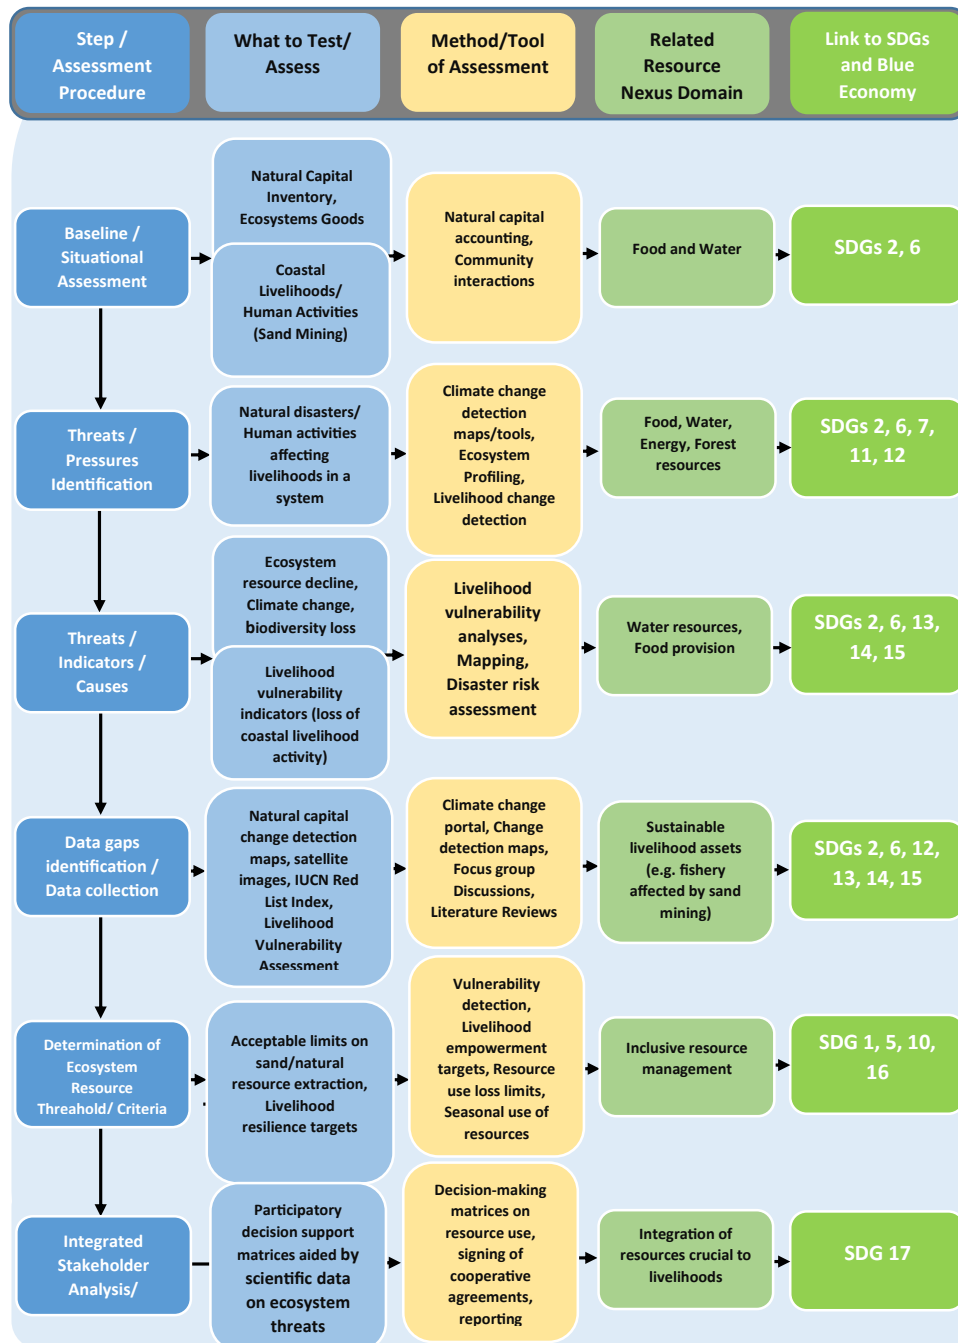 Step /
Assessment
Procedure
What to Test/
Assess
Method/Tool
of Assessment
Related
Resource
Nexus Domain
Link to SDGs
and Blue
Economy
Baseline /
Situational
Assessment
Natural Capital
Inventory,
Ecosystems Goods
Coastal
Livelihoods/
Human Activities
(Sand Mining)
Natural capital
accounting,
Community
interactions
Food and Water
SDGs 2, 6
Threats /
Pressures
Identification
Natural disasters/
Human activities
affecting
livelihoods in a
system
Climate change
detection
maps/tools,
Ecosystem
Profiling,
Livelihood change
detection
Food, Water,
Energy, Forest
resources
SDGs 2, 6, 7,
11, 12
Threats /
Indicators /
Causes
Ecosystem
resource decline,
Climate change,
biodiversity loss
Livelihood
vulnerability
indicators (loss of
coastal livelihood
activity)
Livelihood
vulnerability
analyses,
Mapping,
Disaster risk
assessment
Water resources,
Food provision
SDGs 2, 6, 13,
14, 15
Data gaps
identification /
Data collection
Natural capital
change detection
maps, satellite
images, IUCN Red
List Index,
Livelihood
Vulnerability
Assessment
Climate change
portal, Change
detection maps,
Focus group
Discussions,
Literature Reviews
Sustainable
livelihood assets
(e.g. fishery
affected by sand
mining)
SDGs 2, 6, 12,
13, 14, 15
Determination of
Ecosystem
Resource
Threahold/ Criteria
Acceptable limits on
sand/natural
resource extraction,
Livelihood
resilience targets
Vulnerability
detection,
Livelihood
empowerment
targets, Resource
use loss limits,
Seasonal use of
resources
Inclusive resource
management
SDG 1, 5, 10,
16
Integrated
Stakeholder
Analysis/
Participatory
decision support
matrices aided by
scientific data
on ecosystem
threats
Decision-making
matrices on
resource use,
signing of
cooperative
agreements,
reporting
Integration of
resources crucial to
livelihoods
SDG 17